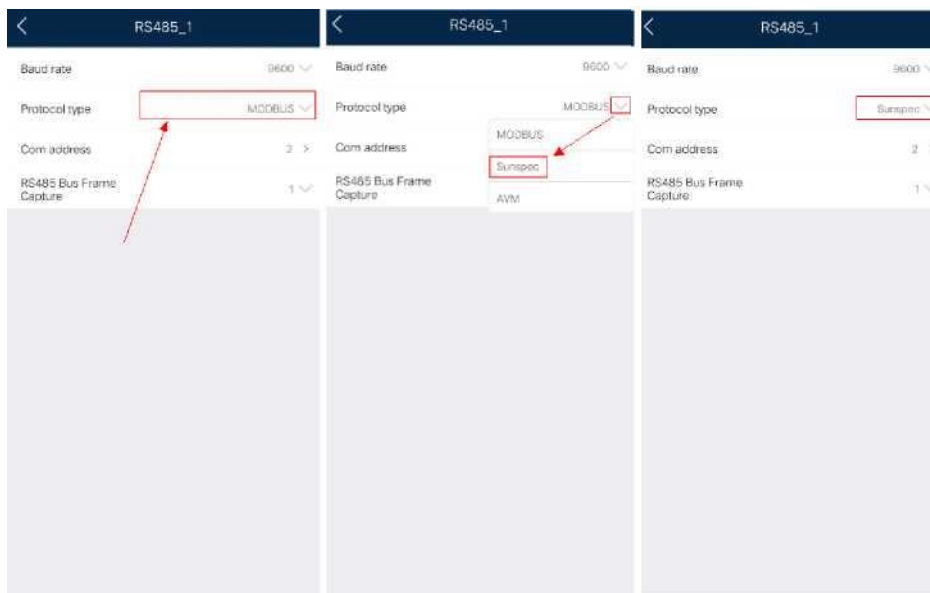 RS485_1
Baud rate 9600
Protocol type MODBUS
Com address 2
RS485 Bus Frame
Capture 1
RS485_1
Baud rate 9600
Protocol type MODBUS
MODBUS
Com address
Sunspec
RS485 Bus Frame
Capture
AVM
RS485_1
Baud rate 9600
Protocol type Sunspec
Com address 2
RS485 Bus Frame
Capture 1